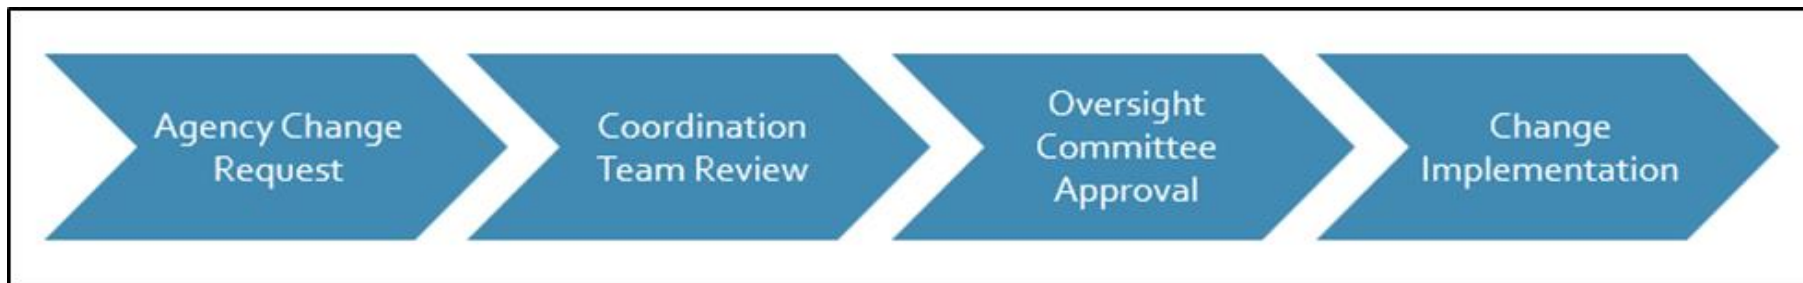 Agency Change
Request
Coordination
Team Review
Oversight
Committee
Approval
Change
Implementation